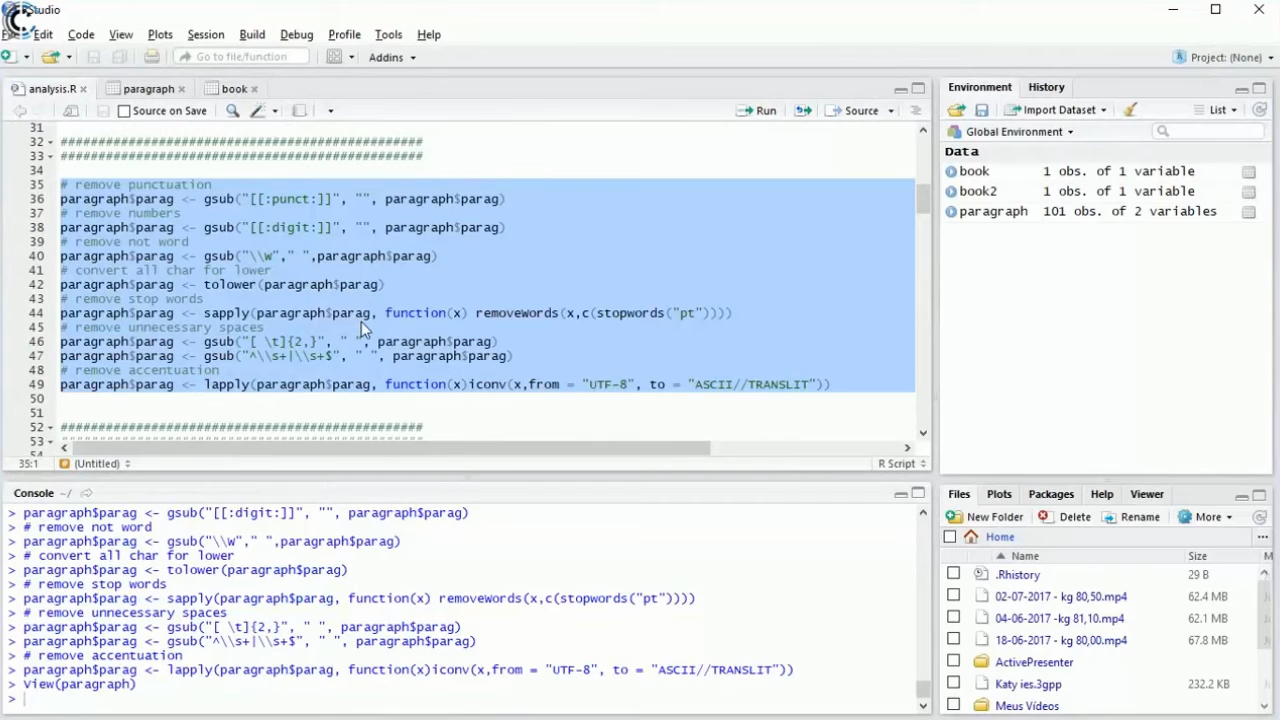 RStudio
File Edit Code View Plots Session Build Debug Profile Tools Help
Go to file/function
Addins
Project: (None)
analysis.R
paragraph
book
Source on Save
Run
Source
31
32 ################################################
33 ################################################
34
35 # remove punctuation
36 paragraph$parag <- gsub("[[:punct:]]", "", paragraph$parag)
37 # remove numbers
38 paragraph$parag <- gsub("[[:digit:]]", "", paragraph$parag)
39 # remove not word
40 paragraph$parag <- gsub("\\W"," ",paragraph$parag)
41 # convert all char for lower
42 paragraph$parag <- tolower(paragraph$parag)
43 # remove stop words
44 paragraph$parag <- sapply(paragraph$parag, function(x) removeWords(x,c(stopwords("pt"))))
45 # remove unnecessary spaces
46 paragraph$parag <- gsub("[ \t]{2,}", " ", paragraph$parag)
47 paragraph$parag <- gsub("^\\s+|\\s+$", " ", paragraph$parag)
48 # remove accentuation
49 paragraph$parag <- lapply(paragraph$parag, function(x)iconv(x,from = "UTF-8", to = "ASCII//TRANSLIT"))
50
51
52 ################################################
53
54
35:1 (Untitled) R Script
Console ~/
> paragraph$parag <- gsub("[[:digit:]]", "", paragraph$parag)
> # remove not word
> paragraph$parag <- gsub("\\W"," ",paragraph$parag)
> # convert all char for lower
> paragraph$parag <- tolower(paragraph$parag)
> # remove stop words
> paragraph$parag <- sapply(paragraph$parag, function(x) removeWords(x,c(stopwords("pt"))))
> # remove unnecessary spaces
> paragraph$parag <- gsub("[ \t]{2,}", " ", paragraph$parag)
> paragraph$parag <- gsub("^\\s+|\\s+$", " ", paragraph$parag)
> # remove accentuation
> paragraph$parag <- lapply(paragraph$parag, function(x)iconv(x,from = "UTF-8", to = "ASCII//TRANSLIT"))
> View(paragraph)
>
Environment History
Import Dataset
List
Global Environment
Data
book 1 obs. of 1 variable
book2 1 obs. of 1 variable
paragraph 101 obs. of 2 variables
Files Plots Packages Help Viewer
New Folder Delete Rename More
Home
Name Size
.Rhistory 29 B
02-07-2017 - kg 80,50.mp4 62.4 MB
04-06-2017 - kg 81,10.mp4 62.1 MB
18-06-2017 - kg 80,00.mp4 67.8 MB
ActivePresenter
Katy ies.3gpp 232.2 KB
Meus Vídeos